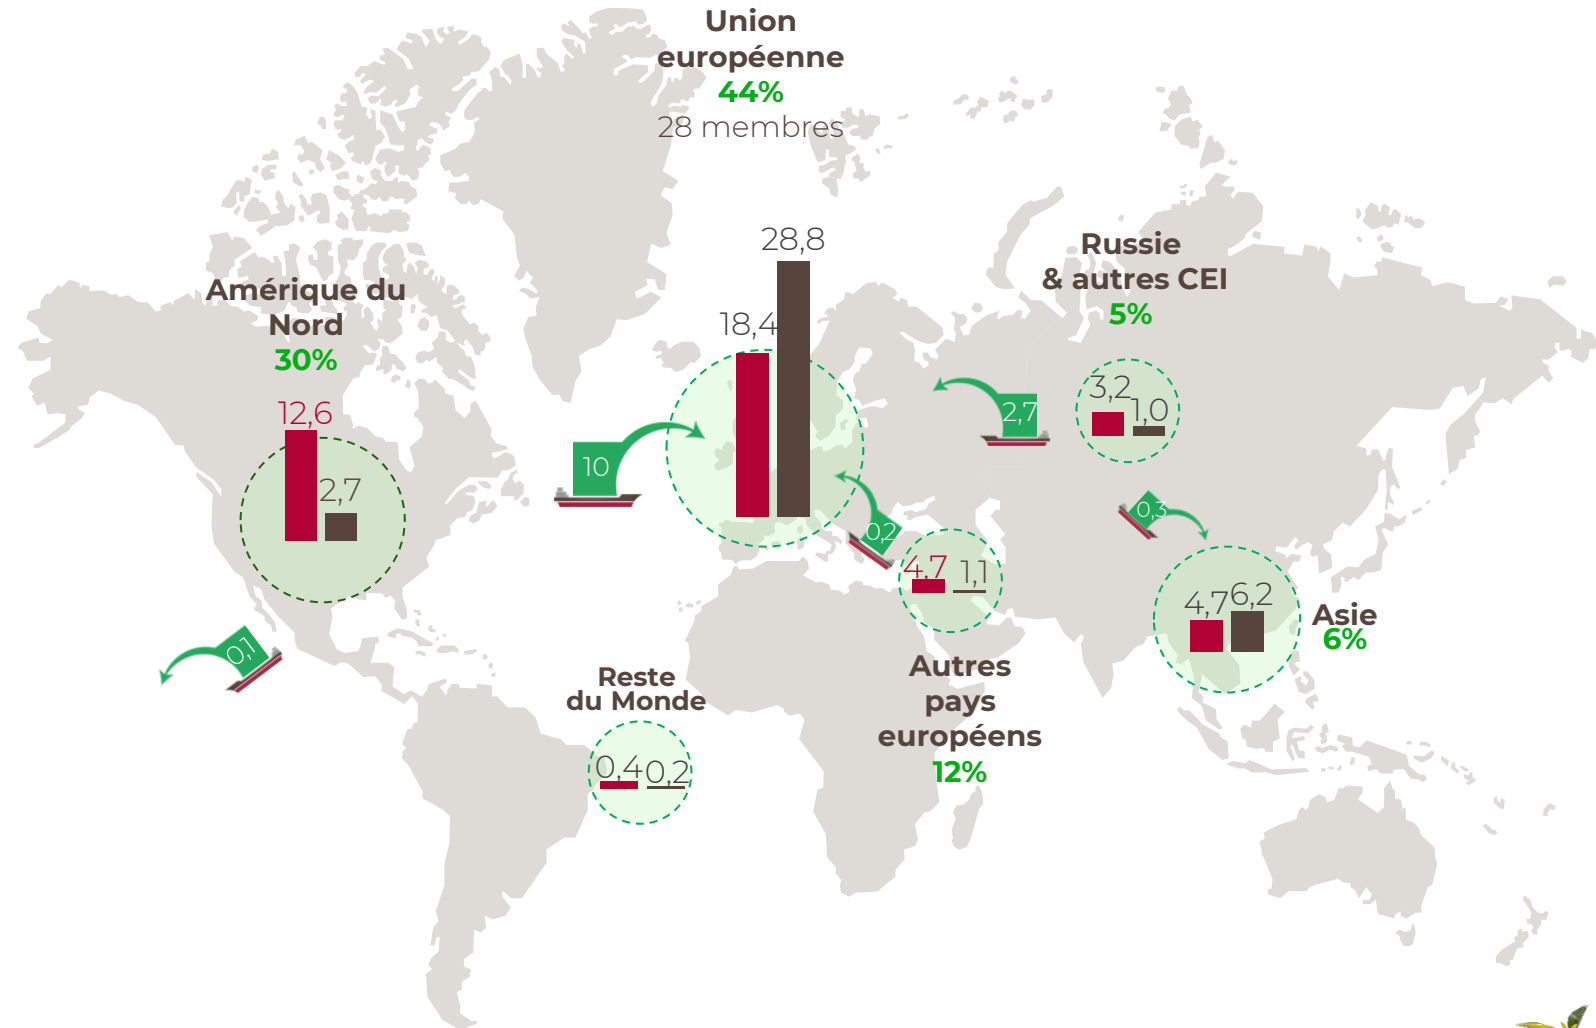 Union
européenne
44%
28 membres
28,8
18,4
Russie
& autres CEI
5%
3,2
1,0
Amérique du
Nord
30%
12,6
2,7
10
2,7
0,2
0,3
4,7
1,1
4,7
6,2
Asie
6%
0,1
Reste
du Monde
0,4
0,2
Autres
pays
européens
12%